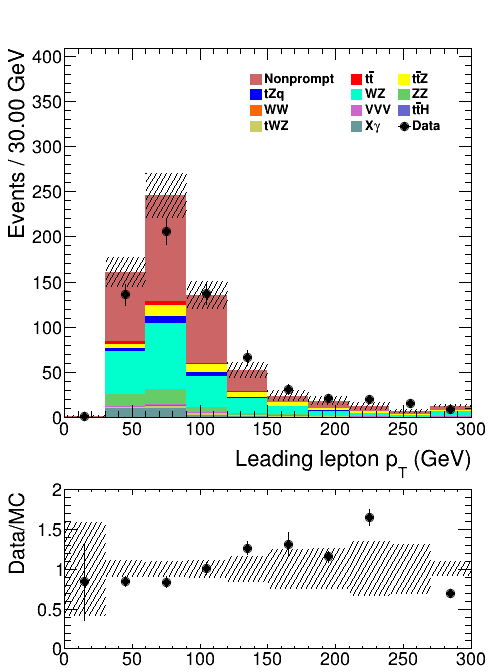 Events / 30.00 GeV
400
350
300
250
200
150
100
50
0
Nonprompt tt̄ tt̄Z
tZq WZ ZZ
WW VVV tt̄H
tWZ Xγ Data
0 50 100 150 200 250 300
Leading lepton p_T (GeV)
Data/MC
2
1.5
1
0.5
0
0 50 100 150 200 250 300